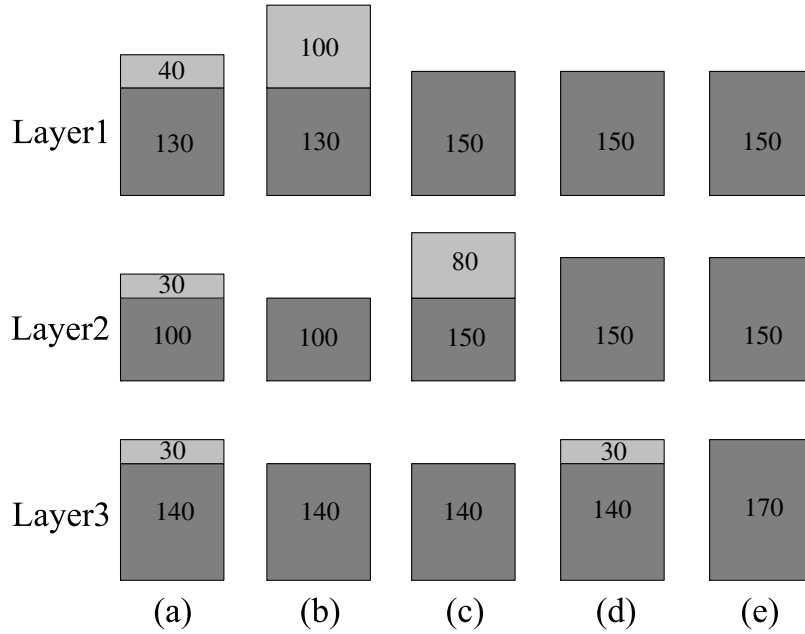 100
40
Layer1 130 130 150 150 150
80
30
Layer2 100 100 150 150 150
30 30
Layer3 140 140 140 140 170
(a) (b) (c) (d) (e)